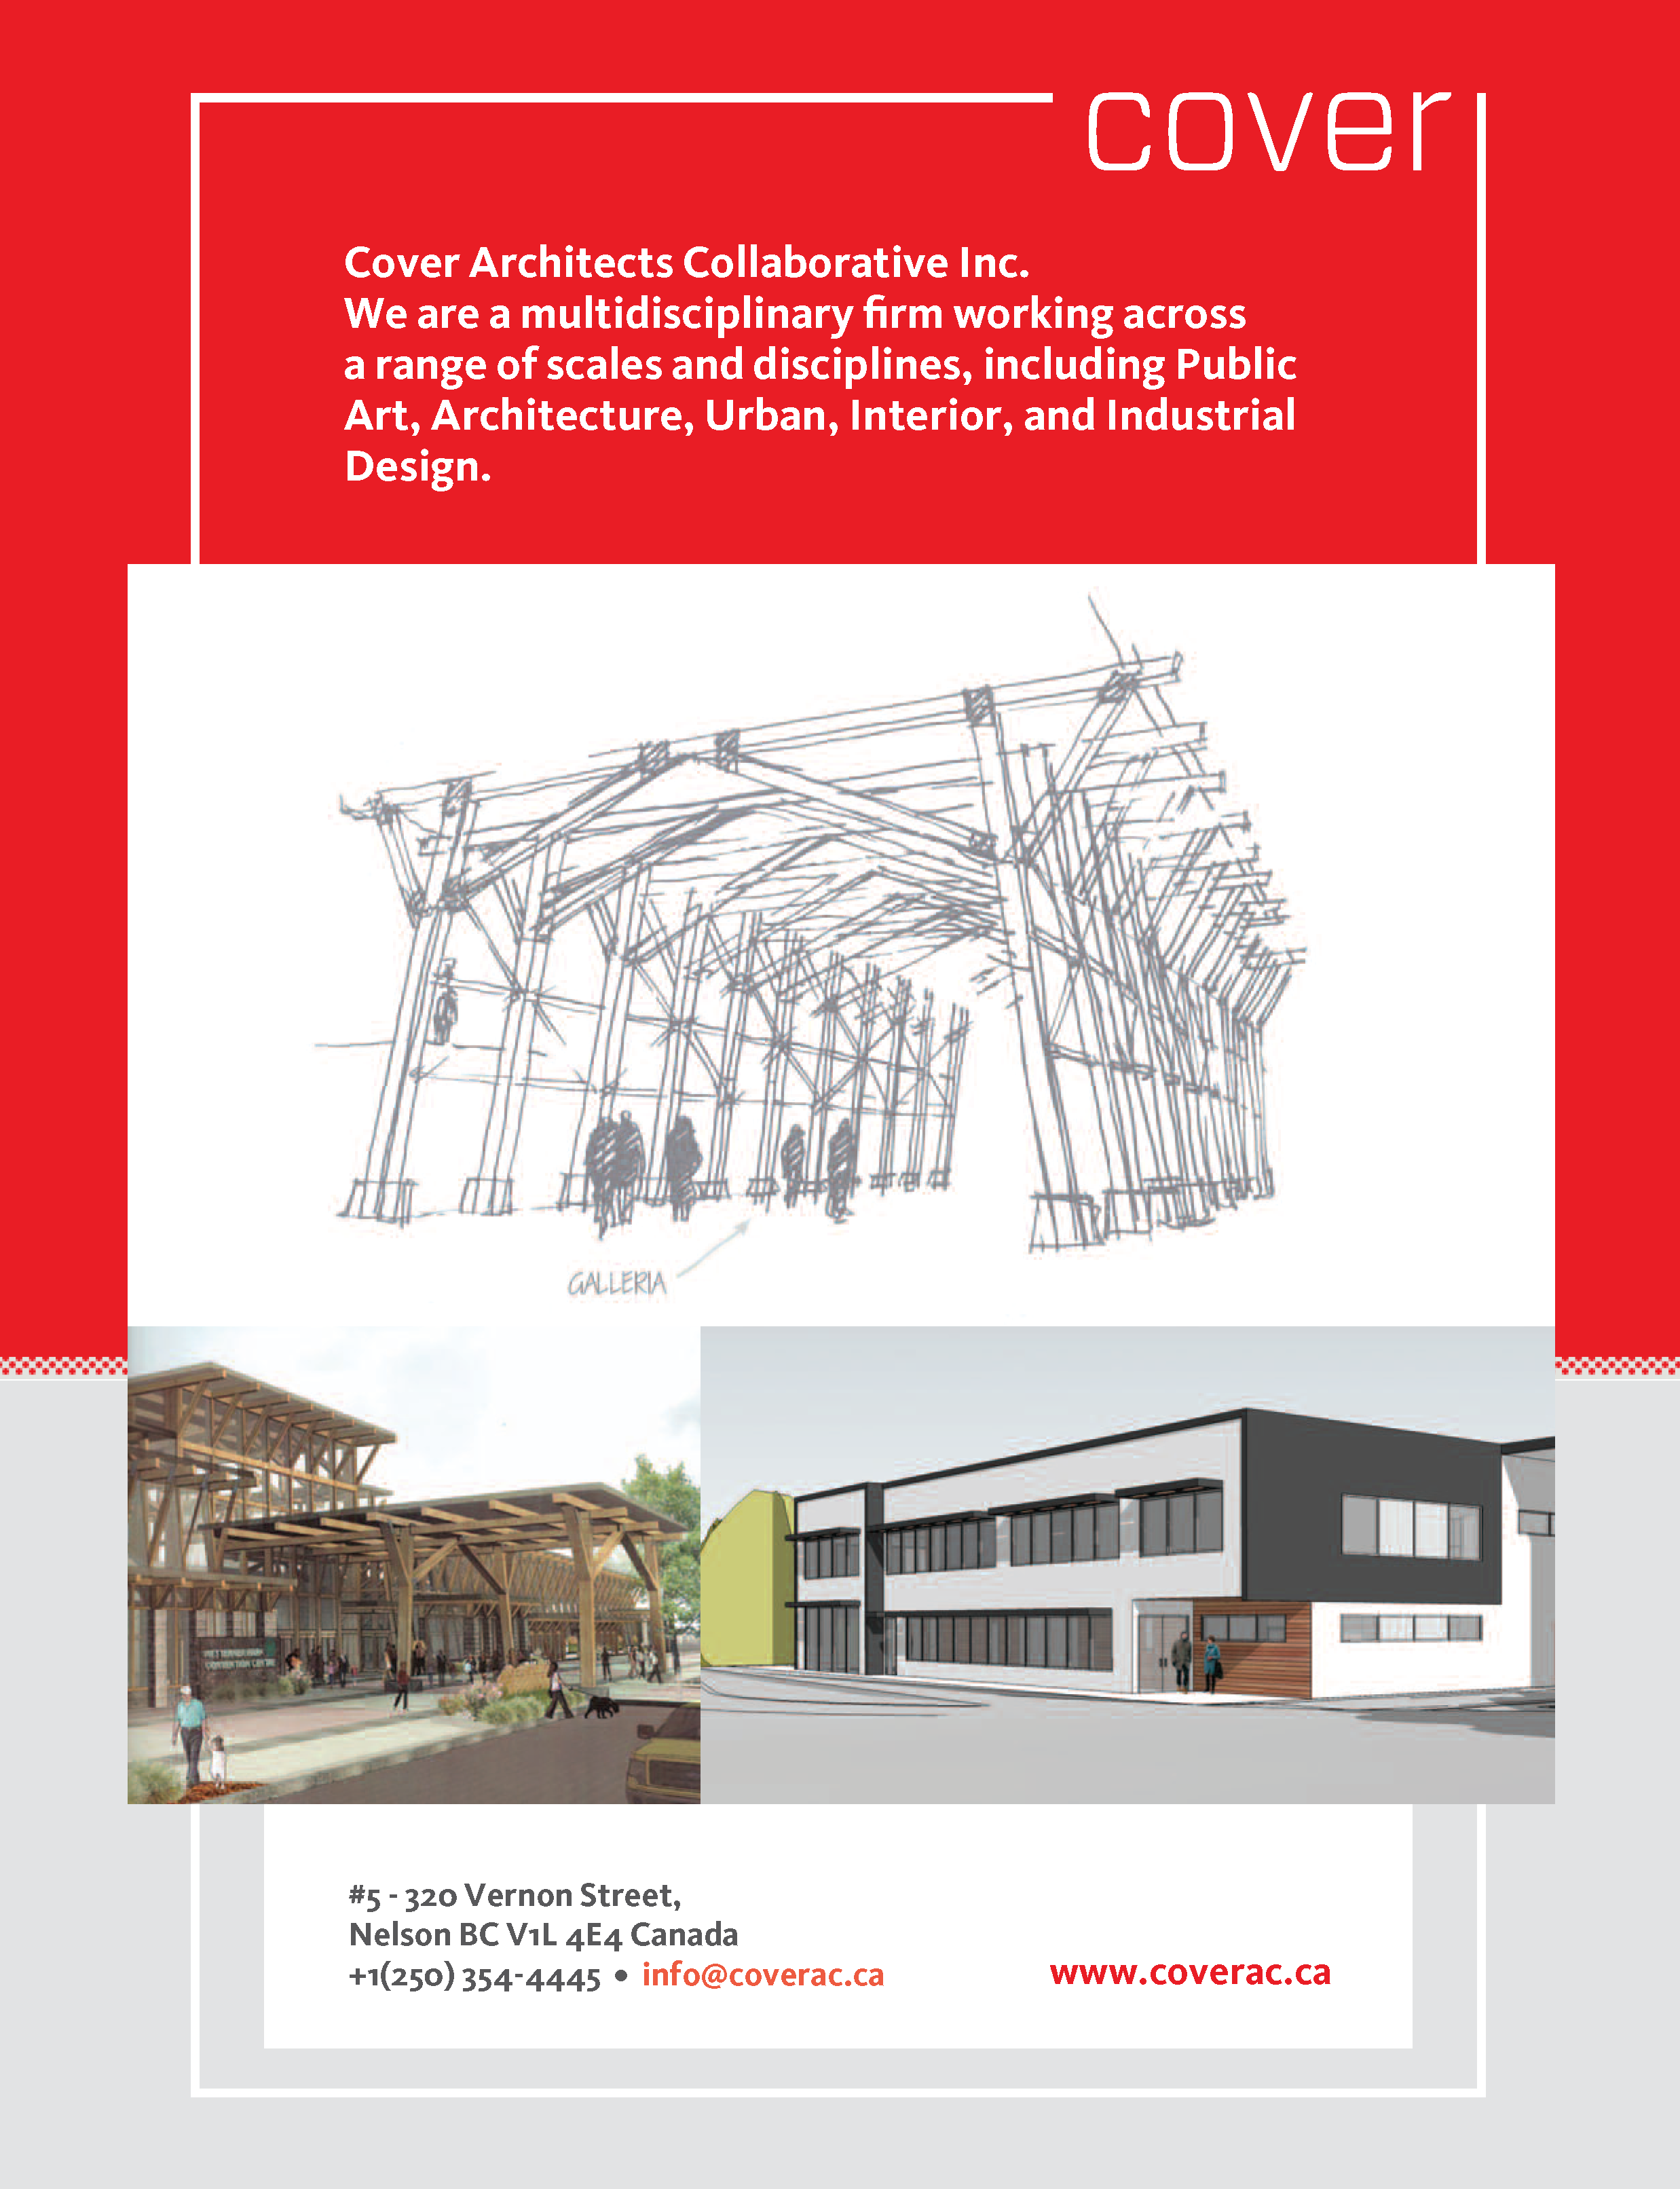 cover
Cover Architects Collaborative Inc.
We are a multidisciplinary firm working across
a range of scales and disciplines, including Public
Art, Architecture, Urban, Interior, and Industrial
Design.
GALLERIA
CONVENTION CENTRE
#5 - 320 Vernon Street,
Nelson BC V1L 4E4 Canada
+1(250) 354-4445 • info@coverac.ca
www.coverac.ca